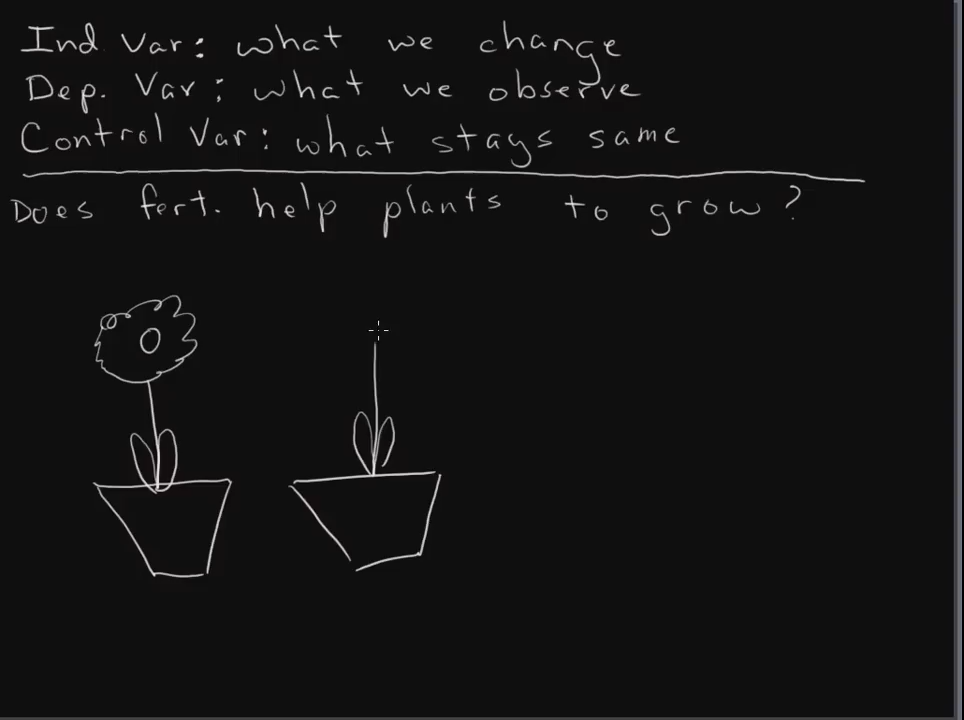 Ind Var: what we change
Dep. Var: what we observe
Control Var: what stays same
Does fert. help plants to grow?